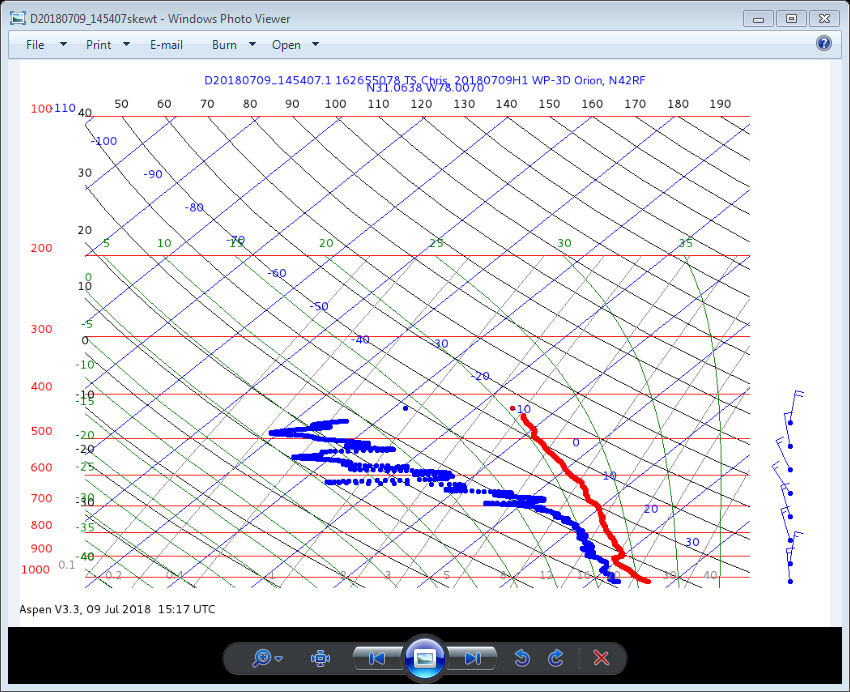 D20180709_145407skewt - Windows Photo Viewer
File Print E-mail Burn Open
D20180709_145407.1 162655078 TS Chris, 20180709H1 WP-3D Orion, N42RF
N31.0638 W78.0070
100 -110 40 50 60 70 80 90 100 110 120 130 140 150 160 170 180 190
-100
30 -90
-80
20
-70
200 5 10 15 20 25 30 35
-60
0
10
-50
-5
300
0 -40 -30
-10
-20
400
-10
-15 -10
500 -20 0
-20
600 -25 10
700 -30
-30 20
800 -35
30
900 -40
-40
1000 0.1 0.2 0.4 1 2 3 5 8 12 16 20 30 40
Aspen V3.3, 09 Jul 2018 15:17 UTC